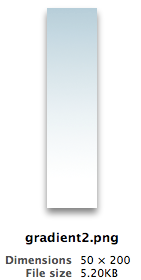 gradient2.png
Dimensions 50 × 200
File size 5.20KB